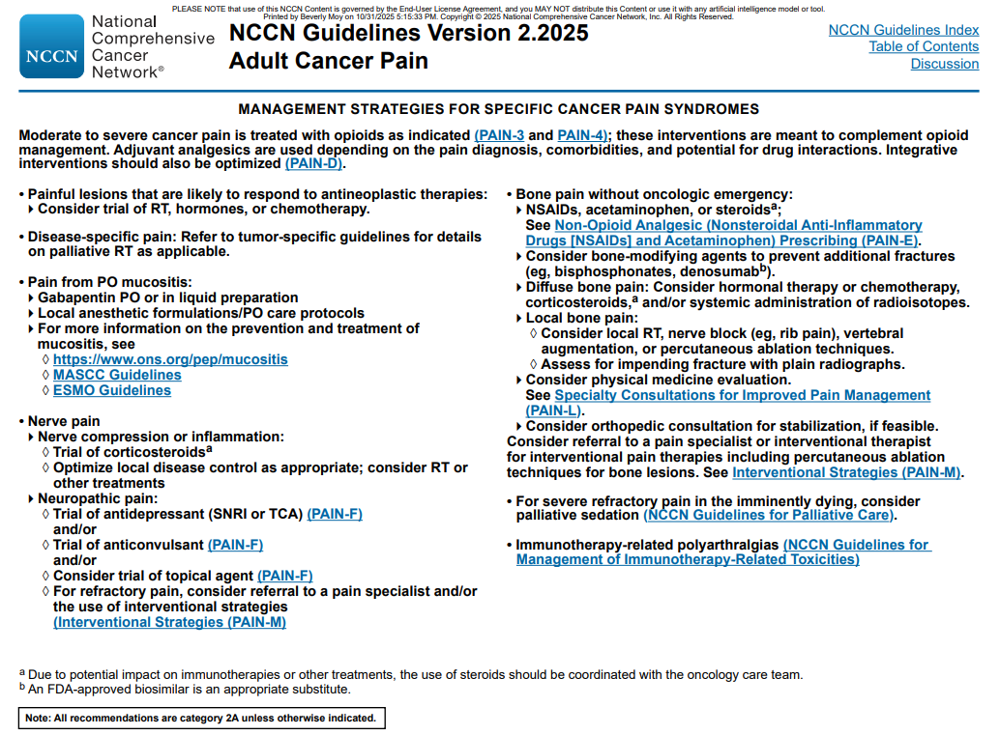 PLEASE NOTE that use of this NCCN Content is governed by the End-User License Agreement, and you MAY NOT distribute this Content or use it with any artificial intelligence model or tool.
Printed by Beverly Moy on 10/31/2025 5:15:33 PM. Copyright © 2025 National Comprehensive Cancer Network, Inc. All Rights Reserved.
NCCN
National
Comprehensive
Cancer
Network®
NCCN Guidelines Version 2.2025
Adult Cancer Pain
NCCN Guidelines Index
Table of Contents
Discussion
MANAGEMENT STRATEGIES FOR SPECIFIC CANCER PAIN SYNDROMES
Moderate to severe cancer pain is treated with opioids as indicated (PAIN-3 and PAIN-4); these interventions are meant to complement opioid
management. Adjuvant analgesics are used depending on the pain diagnosis, comorbidities, and potential for drug interactions. Integrative
interventions should also be optimized (PAIN-D).
• Painful lesions that are likely to respond to antineoplastic therapies:
▸ Consider trial of RT, hormones, or chemotherapy.
• Disease-specific pain: Refer to tumor-specific guidelines for details
on palliative RT as applicable.
• Pain from PO mucositis:
▸ Gabapentin PO or in liquid preparation
▸ Local anesthetic formulations/PO care protocols
▸ For more information on the prevention and treatment of
mucositis, see
◊ https://www.ons.org/pep/mucositis
◊ MASCC Guidelines
◊ ESMO Guidelines
• Nerve pain
▸ Nerve compression or inflammation:
◊ Trial of corticosteroidsa
◊ Optimize local disease control as appropriate; consider RT or
other treatments
▸ Neuropathic pain:
◊ Trial of antidepressant (SNRI or TCA) (PAIN-F)
and/or
◊ Trial of anticonvulsant (PAIN-F)
and/or
◊ Consider trial of topical agent (PAIN-F)
◊ For refractory pain, consider referral to a pain specialist and/or
the use of interventional strategies
(Interventional Strategies (PAIN-M)
• Bone pain without oncologic emergency:
▸ NSAIDs, acetaminophen, or steroidsa;
See Non-Opioid Analgesic (Nonsteroidal Anti-Inflammatory
Drugs [NSAIDs] and Acetaminophen) Prescribing (PAIN-E).
▸ Consider bone-modifying agents to prevent additional fractures
(eg, bisphosphonates, denosumabb).
▸ Diffuse bone pain: Consider hormonal therapy or chemotherapy,
corticosteroids,a and/or systemic administration of radioisotopes.
▸ Local bone pain:
◊ Consider local RT, nerve block (eg, rib pain), vertebral
augmentation, or percutaneous ablation techniques.
◊ Assess for impending fracture with plain radiographs.
▸ Consider physical medicine evaluation.
See Specialty Consultations for Improved Pain Management
(PAIN-L).
▸ Consider orthopedic consultation for stabilization, if feasible.
Consider referral to a pain specialist or interventional therapist
for interventional pain therapies including percutaneous ablation
techniques for bone lesions. See Interventional Strategies (PAIN-M).
• For severe refractory pain in the imminently dying, consider
palliative sedation (NCCN Guidelines for Palliative Care).
• Immunotherapy-related polyarthralgias (NCCN Guidelines for
Management of Immunotherapy-Related Toxicities)
a Due to potential impact on immunotherapies or other treatments, the use of steroids should be coordinated with the oncology care team.
b An FDA-approved biosimilar is an appropriate substitute.
Note: All recommendations are category 2A unless otherwise indicated.